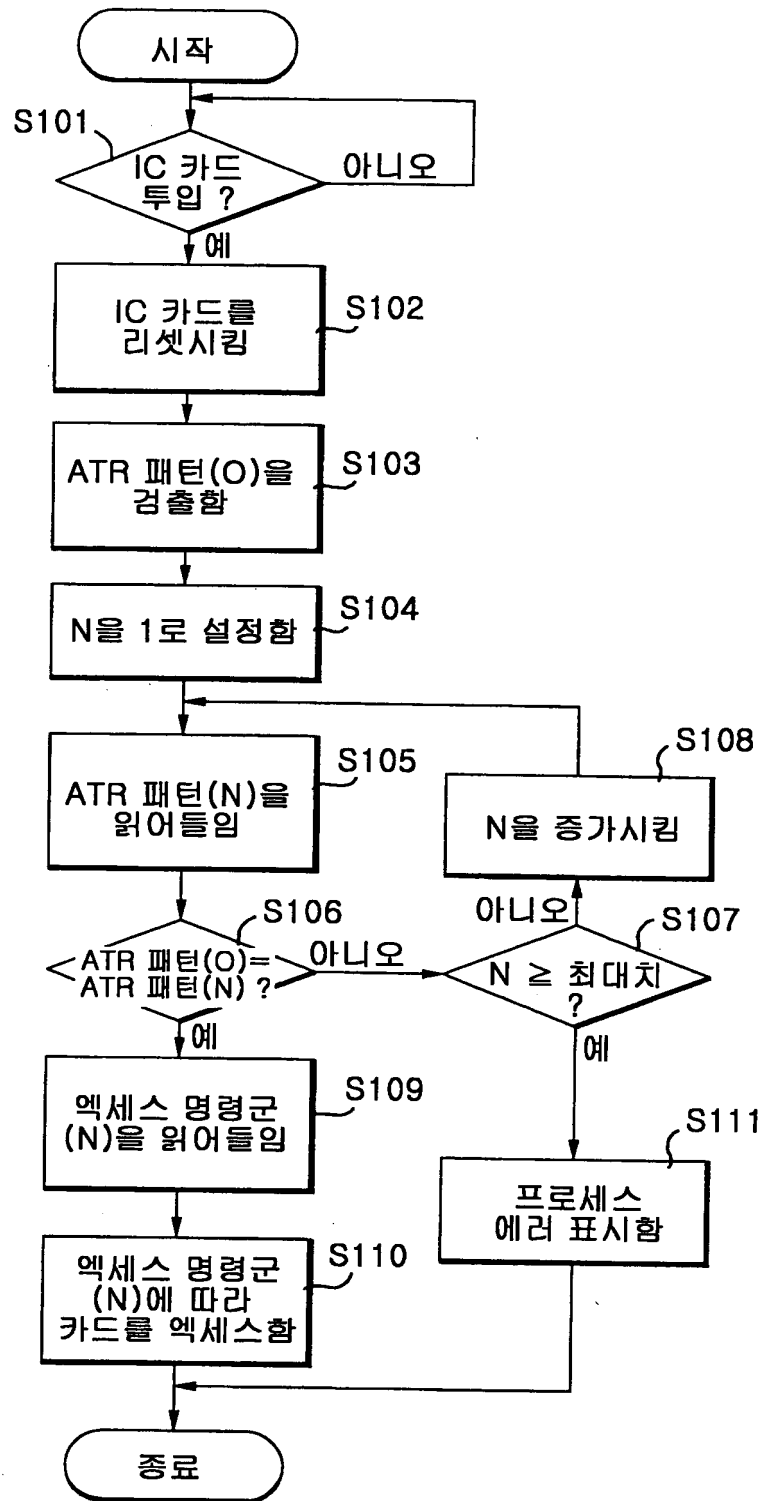 시작
S101
IC 카드
투입 ?
아니오
예
IC 카드를
리셋시킴
S102
ATR 패턴(O)을
검출함
S103
N을 1로 설정함
S104
ATR 패턴(N)을
읽어들임
S105
S108
N을 증가시킴
S106
ATR 패턴(O)=
ATR 패턴(N) ?
아니오
아니오
S107
N ≧ 최대치
?
예
예
엑세스 명령군
(N)을 읽어들임
S109
S111
프로세스
에러 표시함
엑세스 명령군
(N)에 따라
카드를 엑세스함
S110
종료